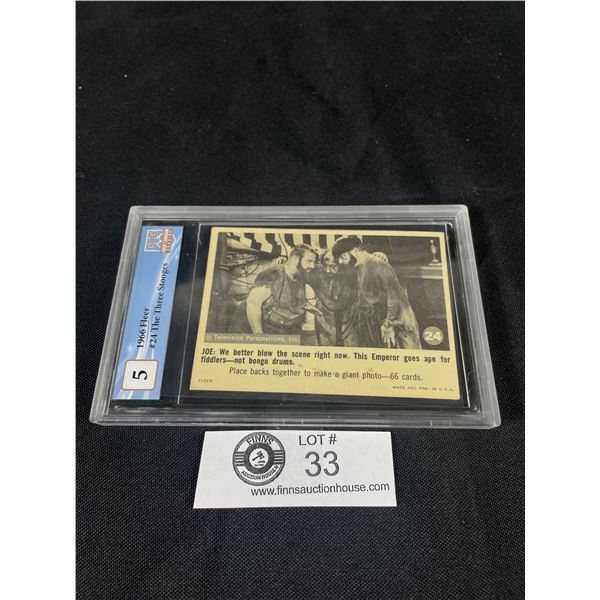 1966 Fleer
#24 The Three Stooges
5
© Television Personalities, Inc.
24
JOE: We better blow the scene right now. This Emperor goes ape for
fiddlers—not bongo drums.
Place backs together to make a giant photo—66 cards.
FLEER
MADE AND PTD. IN U.S.A.
FINNS
AUCTIONHOUSE
LOT #
33
www.finnsauctionhouse.com